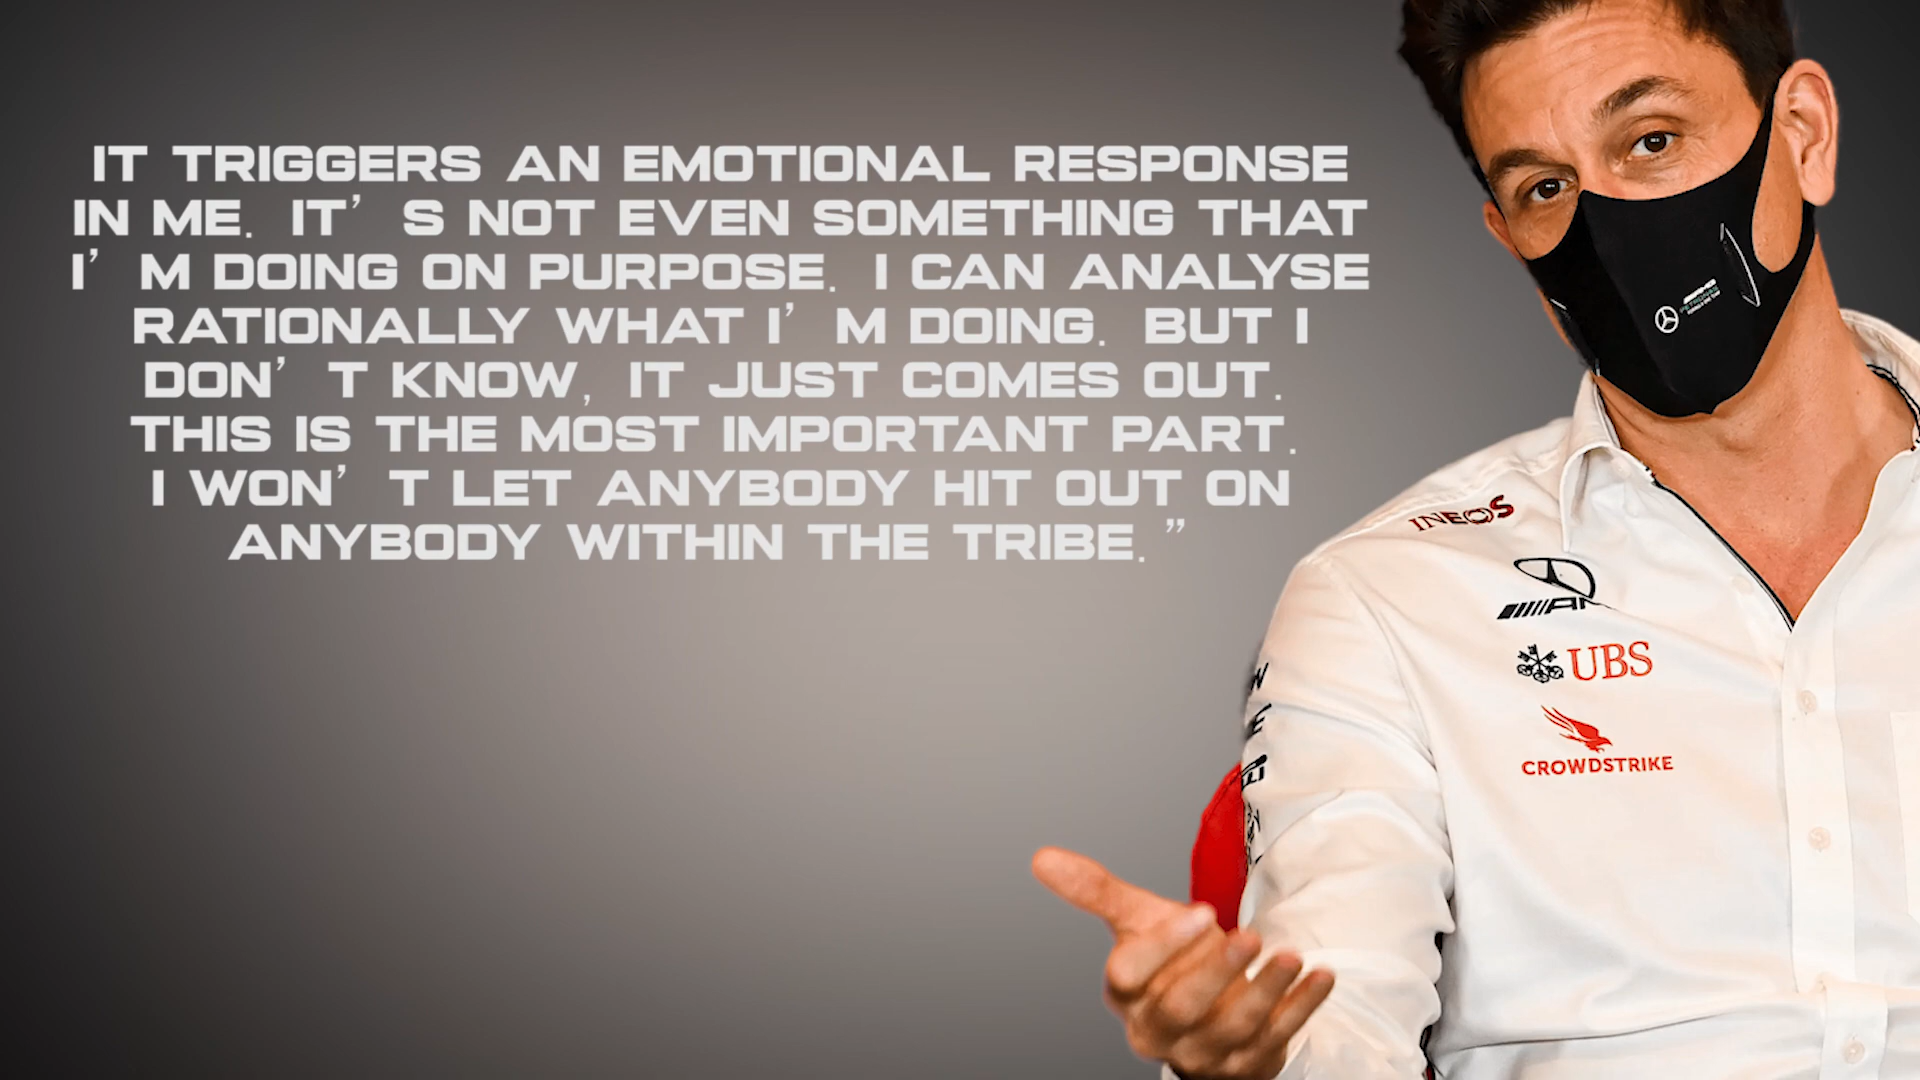 IT TRIGGERS AN EMOTIONAL RESPONSE
IN ME. IT’S NOT EVEN SOMETHING THAT
I’M DOING ON PURPOSE. I CAN ANALYSE
RATIONALLY WHAT I’M DOING. BUT I
DON’T KNOW, IT JUST COMES OUT.
THIS IS THE MOST IMPORTANT PART.
I WON’T LET ANYBODY HIT OUT ON
ANYBODY WITHIN THE TRIBE.”
INEOS
UBS
CROWDSTRIKE